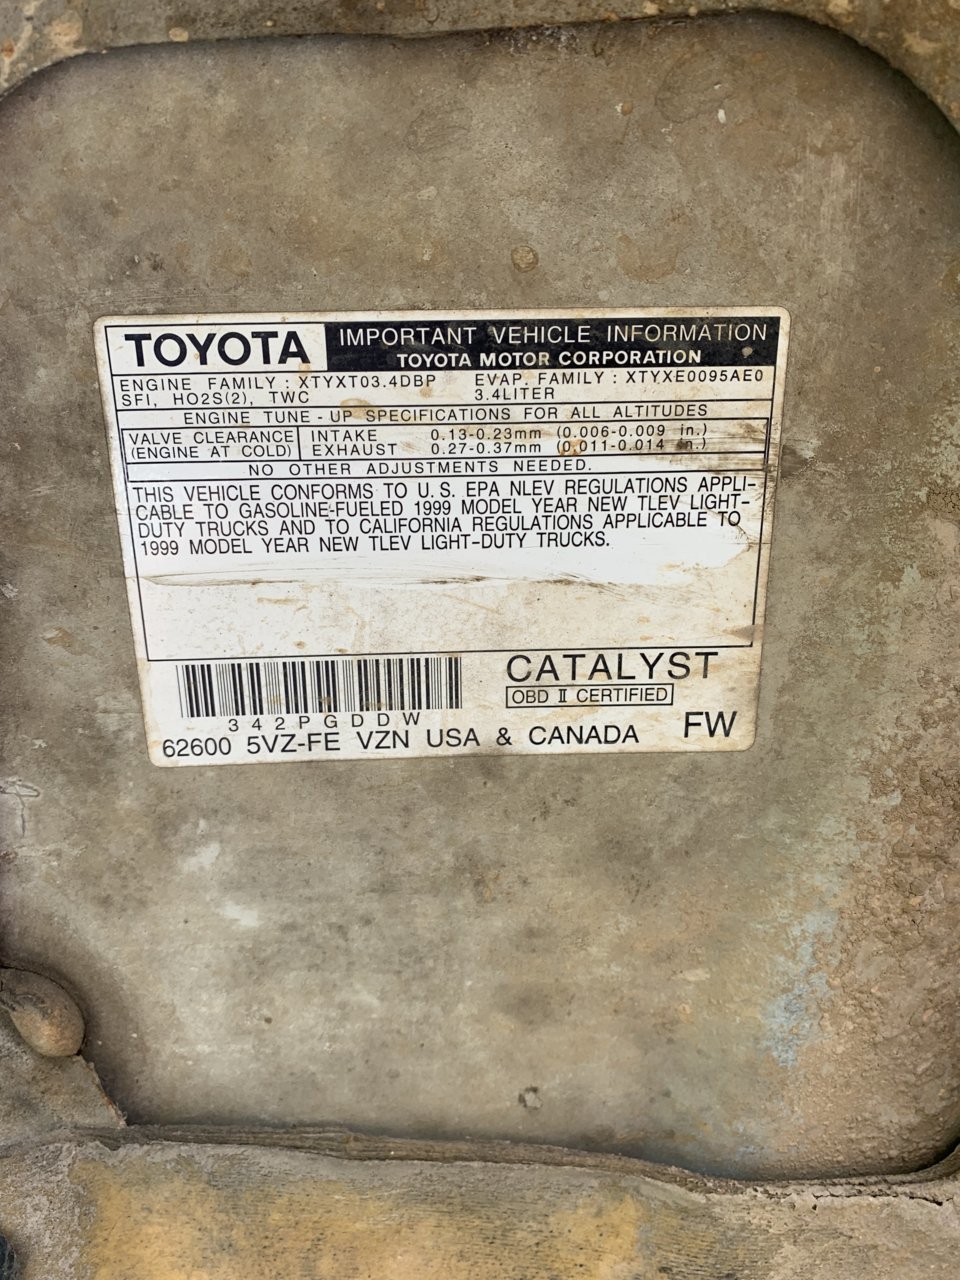 TOYOTA IMPORTANT VEHICLE INFORMATION
TOYOTA MOTOR CORPORATION
ENGINE FAMILY : XTYXT03.4DBP EVAP. FAMILY : XTYXE0095AE0
SFI, HO2S(2), TWC 3.4LITER
ENGINE TUNE - UP SPECIFICATIONS FOR ALL ALTITUDES
VALVE CLEARANCE INTAKE 0.13-0.23mm (0.006-0.009 in.)
(ENGINE AT COLD) EXHAUST 0.27-0.37mm (0.011-0.014 in.)
NO OTHER ADJUSTMENTS NEEDED.
THIS VEHICLE CONFORMS TO U.S. EPA NLEV REGULATIONS APPLI-
CABLE TO GASOLINE-FUELED 1999 MODEL YEAR NEW TLEV LIGHT-
DUTY TRUCKS AND TO CALIFORNIA REGULATIONS APPLICABLE TO
1999 MODEL YEAR NEW TLEV LIGHT-DUTY TRUCKS.
CATALYST
OBD II CERTIFIED
342PGDDW
62600 5VZ-FE VZN USA & CANADA FW